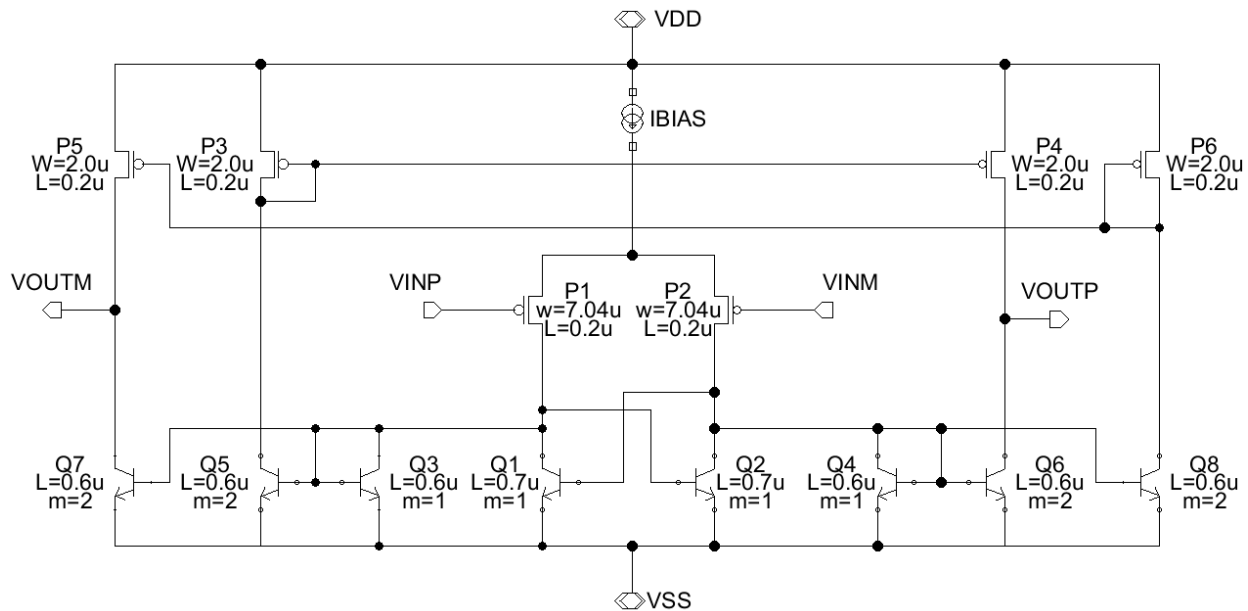 VDD
IBIAS
P5
W=2.0u
L=0.2u
P3
W=2.0u
L=0.2u
P4
W=2.0u
L=0.2u
P6
W=2.0u
L=0.2u
VOUTM
VINP
P1
w=7.04u
L=0.2u
P2
w=7.04u
L=0.2u
VINM
VOUTP
Q7
L=0.6u
m=2
Q5
L=0.6u
m=2
Q3
L=0.6u
m=1
Q1
L=0.7u
m=1
Q2
L=0.7u
m=1
Q4
L=0.6u
m=1
Q6
L=0.6u
m=2
Q8
L=0.6u
m=2
VSS